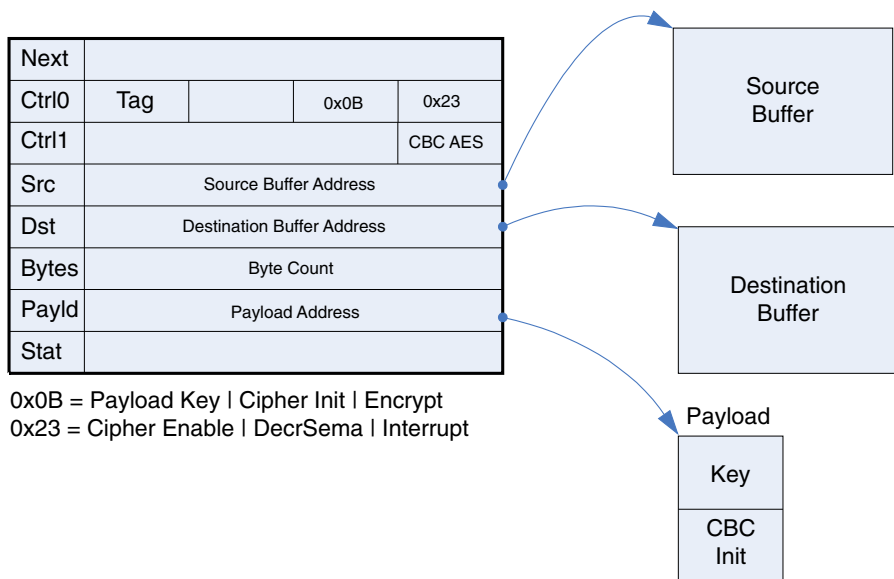 Next
Ctrl0 Tag 0x0B 0x23
Ctrl1 CBC AES
Src Source Buffer Address
Dst Destination Buffer Address
Bytes Byte Count
Payld Payload Address
Stat
0x0B = Payload Key | Cipher Init | Encrypt
0x23 = Cipher Enable | DecrSema | Interrupt
Source
Buffer
Destination
Buffer
Payload
Key
CBC
Init